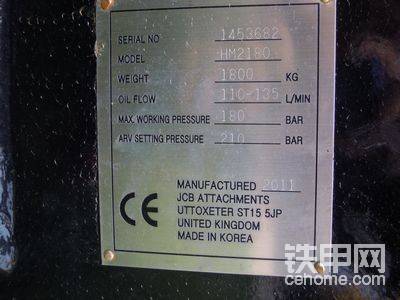 SERIAL NO 1453682
MODEL HM2180
WEIGHT 1800 KG
OIL FLOW 110-135 L/MIN
MAX. WORKING PRESSURE 180 BAR
ARV SETTING PRESSURE 210 BAR
CE
MANUFACTURED 2011
JCB ATTACHMENTS
UTTOXETER ST15 5JP
UNITED KINGDOM
MADE IN KOREA
铁甲网
cehome.com